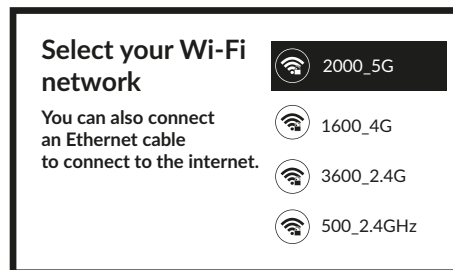 Select your Wi-Fi
network
You can also connect
an Ethernet cable
to connect to the internet.
2000_5G
1600_4G
3600_2.4G
500_2.4GHz